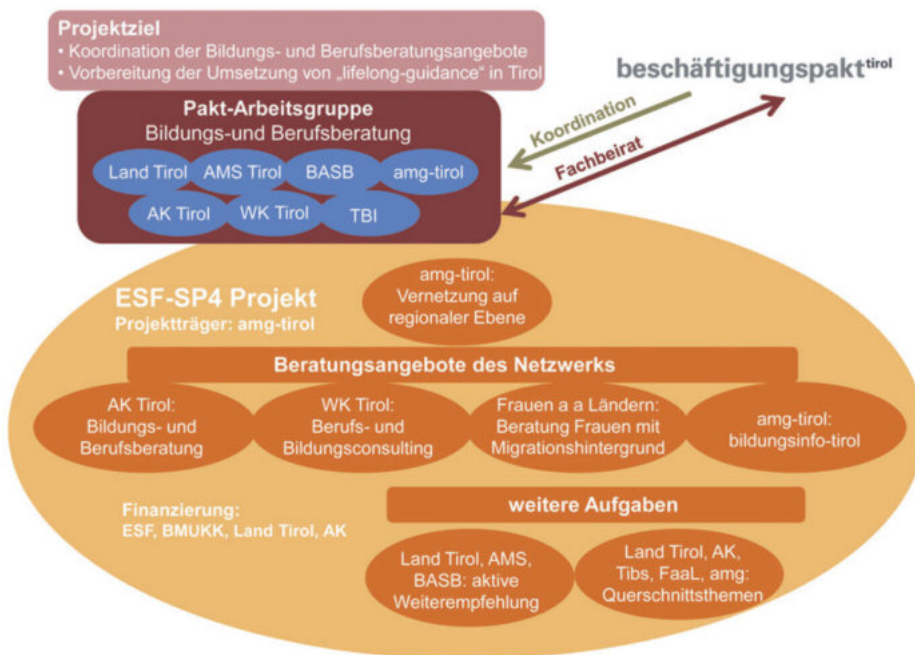 Projektziel
• Koordination der Bildungs- und Berufsberatungsangebote
• Vorbereitung der Umsetzung von „lifelong-guidance“ in Tirol
beschäftigungspakt tirol
Pakt-Arbeitsgruppe
Bildungs-und Berufsberatung
Koordination
Fachbeirat
Land Tirol
AMS Tirol
BASB
amg-tirol
AK Tirol
WK Tirol
TBI
ESF-SP4 Projekt
Projektträger: amg-tirol
amg-tirol:
Vernetzung auf
regionaler Ebene
Beratungsangebote des Netzwerks
AK Tirol:
Bildungs- und
Berufsberatung
WK Tirol:
Berufs- und
Bildungsconsulting
Frauen a a Ländern:
Beratung Frauen mit
Migrationshintergrund
amg-tirol:
bildungsinfo-tirol
Finanzierung:
ESF, BMUKK, Land Tirol, AK
weitere Aufgaben
Land Tirol, AMS,
BASB: aktive
Weiterempfehlung
Land Tirol, AK,
Tibs, FaaL, amg:
Querschnittsthemen